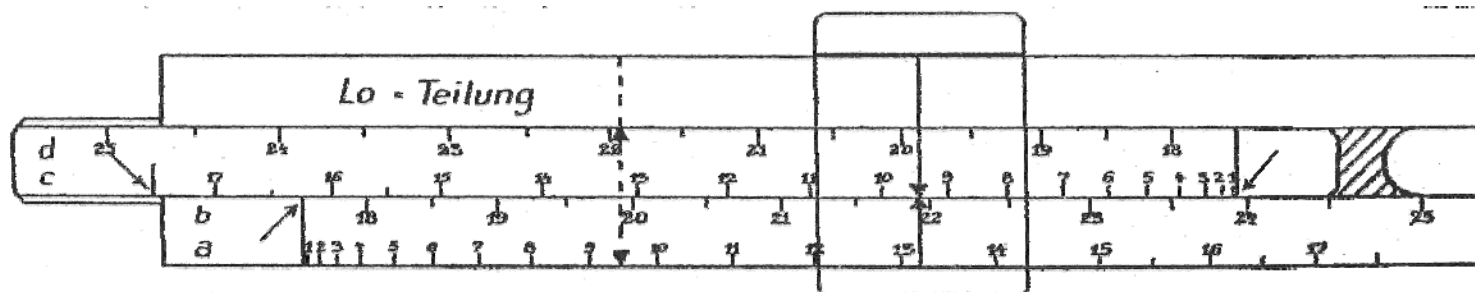 Lo - Teilung
d 25 24 23 22 21 20 19 18
c 17 16 15 14 13 12 11 10 9 8 7 6 5 4 3 2 1
b 18 19 20 21 22 23 24 25
a 1 2 3 4 5 6 7 8 9 10 11 12 13 14 15 16 17